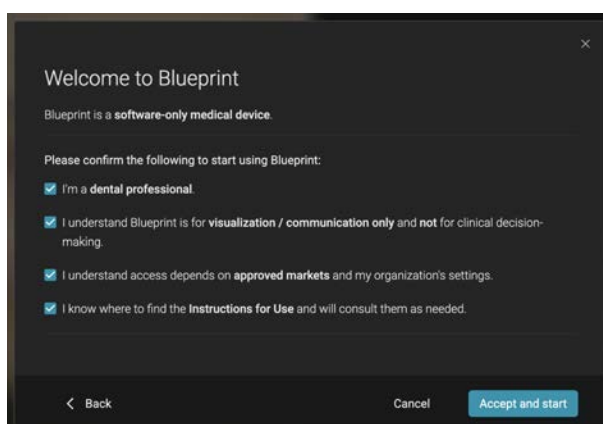 Welcome to Blueprint
Blueprint is a software-only medical device.
Please confirm the following to start using Blueprint:
I'm a dental professional.
I understand Blueprint is for visualization / communication only and not for clinical decision-
making.
I understand access depends on approved markets and my organization's settings.
I know where to find the Instructions for Use and will consult them as needed.
Back
Cancel
Accept and start